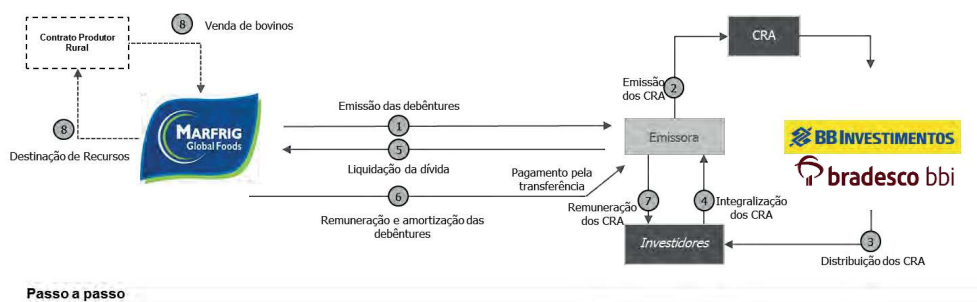 8
Venda de bovinos
Contrato Produtor
Rural
CRA
Emissão
dos CRA
2
Emissão das debêntures
1
MARFRIG
Global Foods
8
Destinação de Recursos
Emissora
BB INVESTIMENTOS
bradesco bbi
5
Liquidação da dívida
Pagamento pela
transferência
6
Remuneração e amortização das
debêntures
Remuneração
dos CRA
7
4
Integralização
dos CRA
Investidores
3
Distribuição dos CRA
Passo a passo